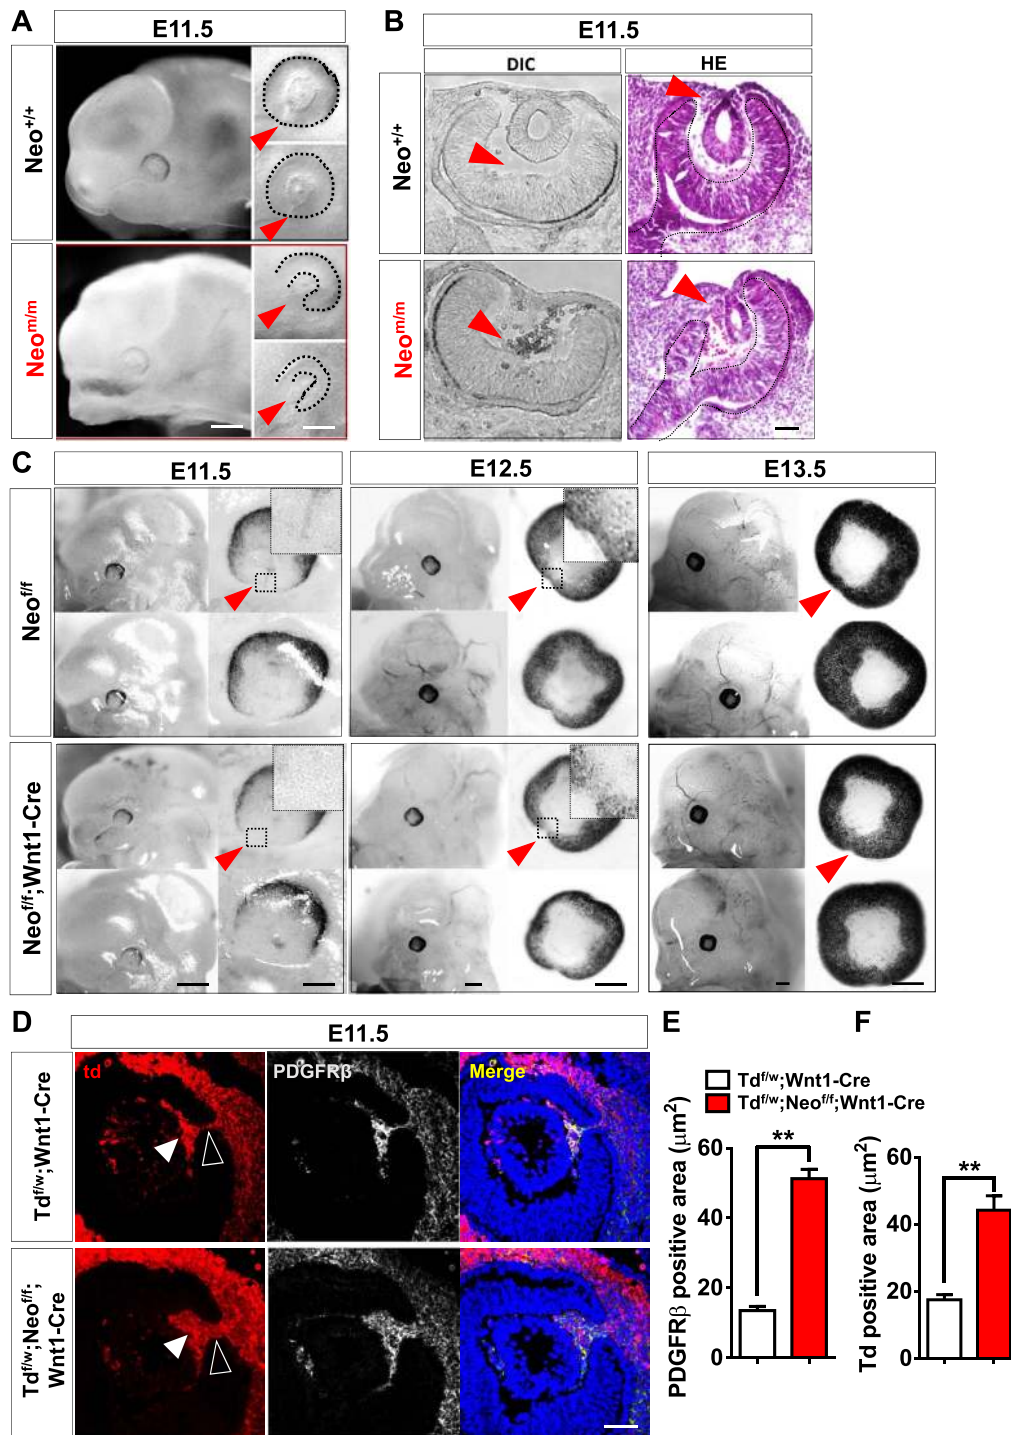 A
E11.5
Neo+/+
Neom/m
B
E11.5
DIC
HE
Neo+/+
Neom/m
C
E11.5
E12.5
E13.5
Neof/f
Neof/f;Wnt1-Cre
D
E11.5
td
PDGFRβ
Merge
Tdf/w;Wnt1-Cre
Tdf/w;Neof/f;
Wnt1-Cre
E
F
Tdf/w;Wnt1-Cre
Tdf/w;Neof/f;Wnt1-Cre
PDGFRβ positive area (μm2)
60
40
20
0
**
Td positive area (μm2)
60
40
20
0
**